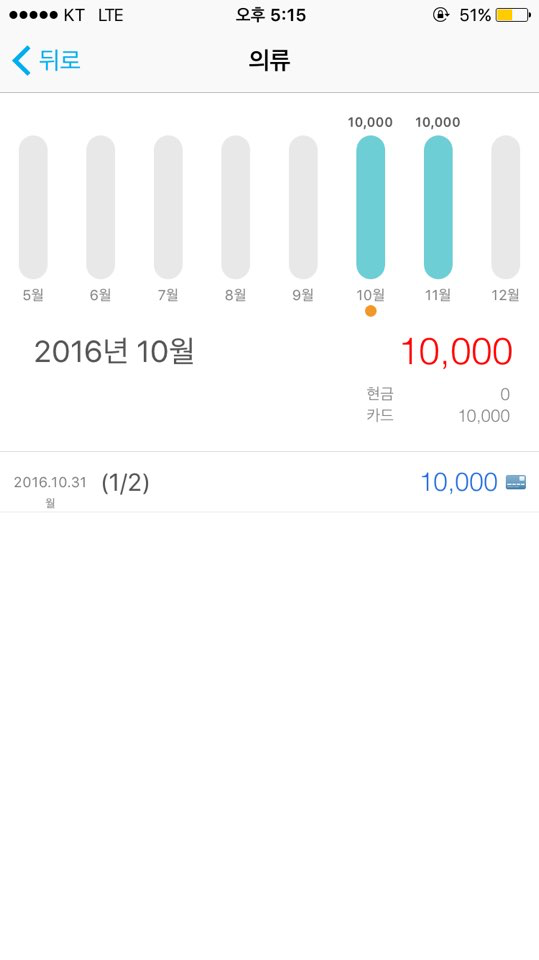 KT LTE 오후 5:15 51%
뒤로 의류
10,000 10,000
5월 6월 7월 8월 9월 10월 11월 12월
2016년 10월 10,000
현금 0
카드 10,000
2016.10.31 (1/2) 10,000
월